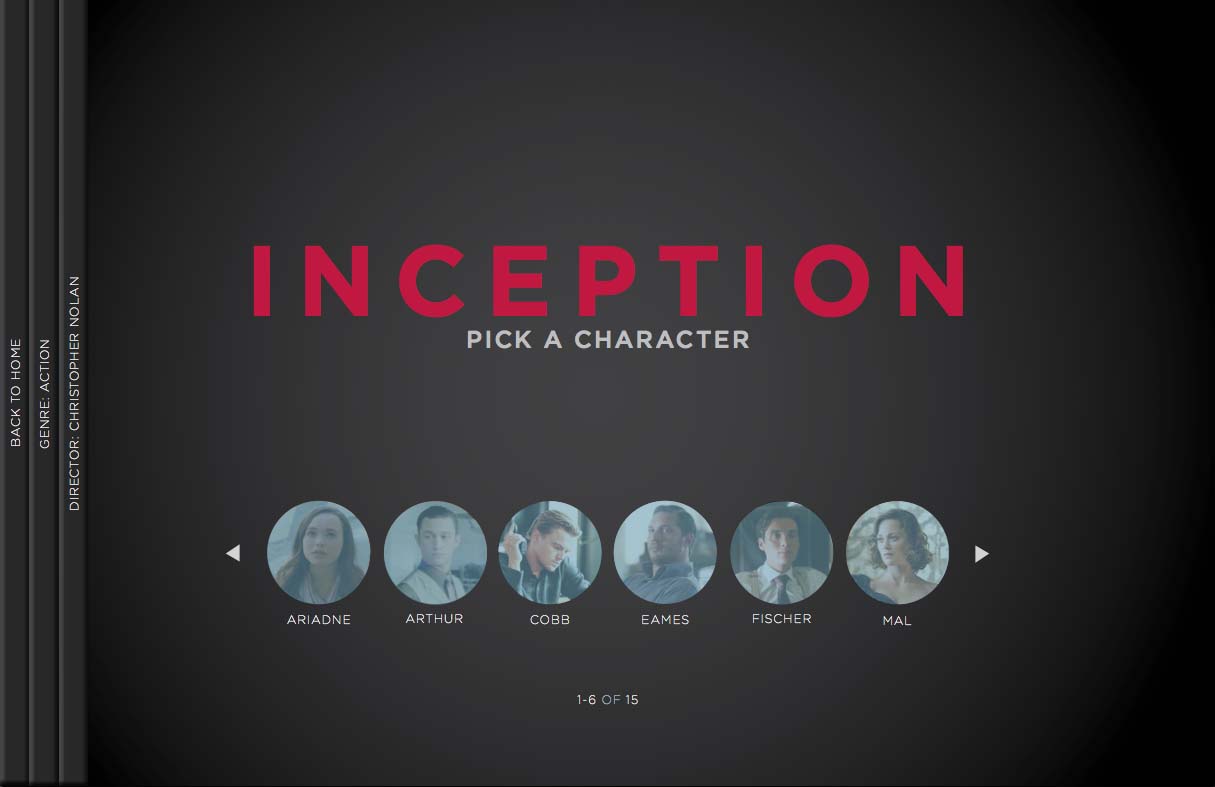 BACK TO HOME
GENRE: ACTION
DIRECTOR: CHRISTOPHER NOLAN
INCEPTION
PICK A CHARACTER
ARIADNE
ARTHUR
COBB
EAMES
FISCHER
MAL
1-6 OF 15